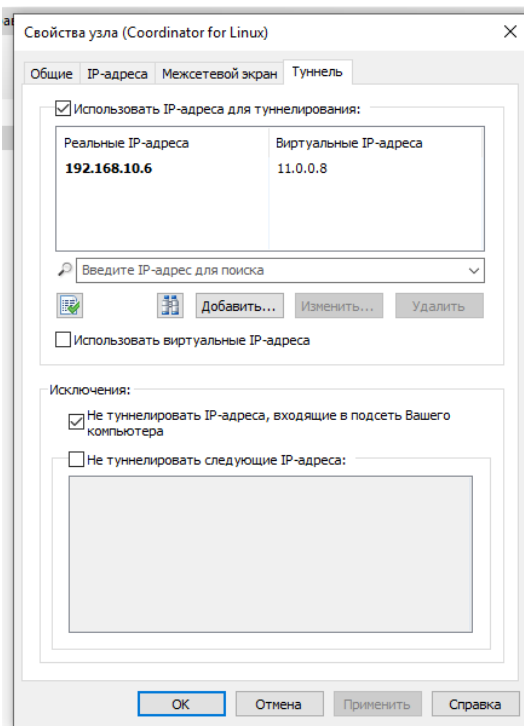 Свойства узла (Coordinator for Linux)
Общие IP-адреса Межсетевой экран Туннель
Использовать IP-адреса для туннелирования:
Реальные IP-адреса Виртуальные IP-адреса
192.168.10.6 11.0.0.8
Введите IP-адрес для поиска
Добавить... Изменить... Удалить
Использовать виртуальные IP-адреса
Исключения:
Не туннелировать IP-адреса, входящие в подсеть Вашего
компьютера
Не туннелировать следующие IP-адреса:
ОК Отмена Применить Справка